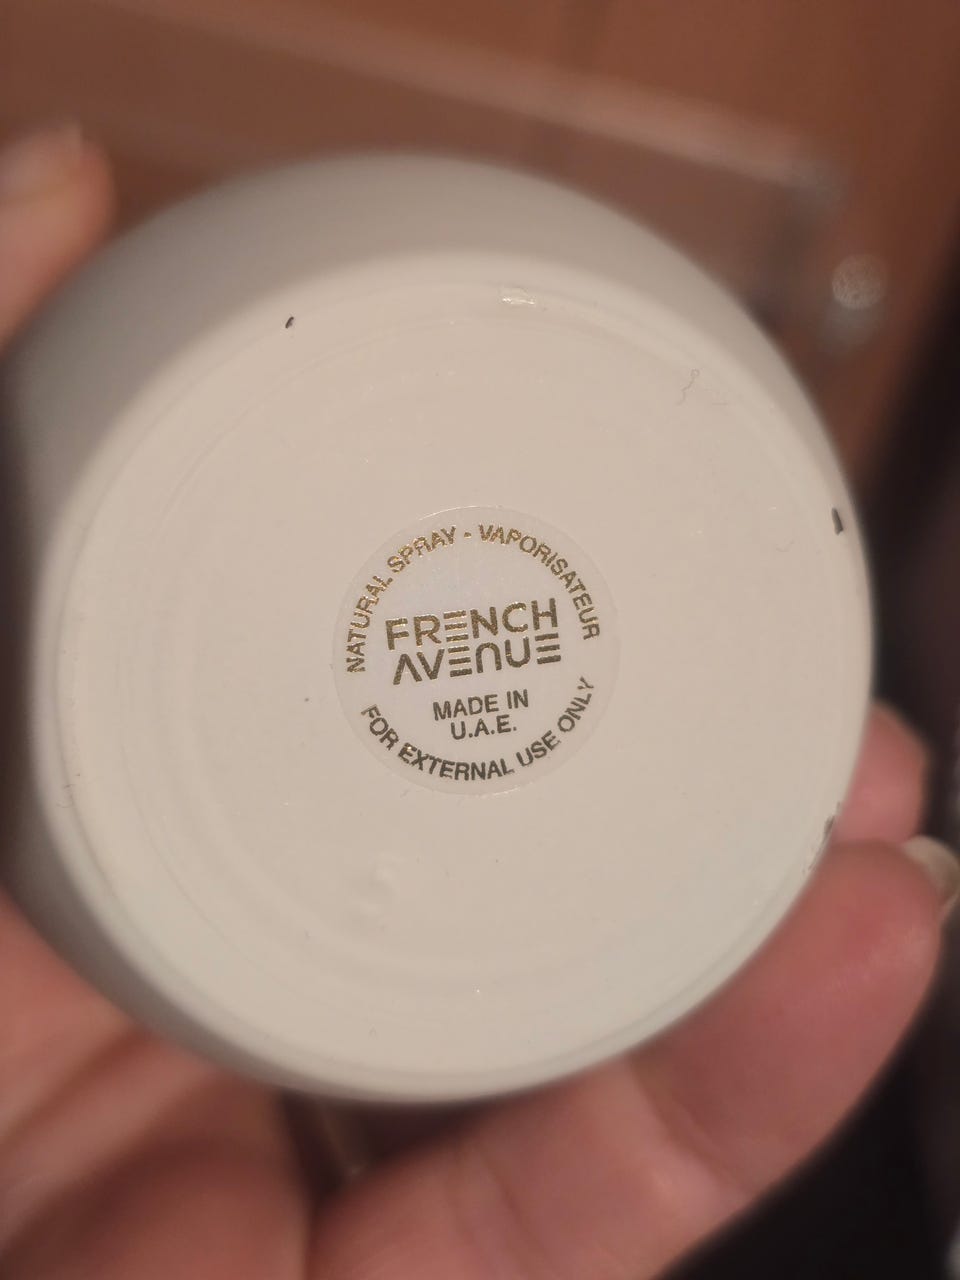 NATURAL SPRAY - VAPORISATEUR
FRENCH
AVENUE
MADE IN
U.A.E.
FOR EXTERNAL USE ONLY